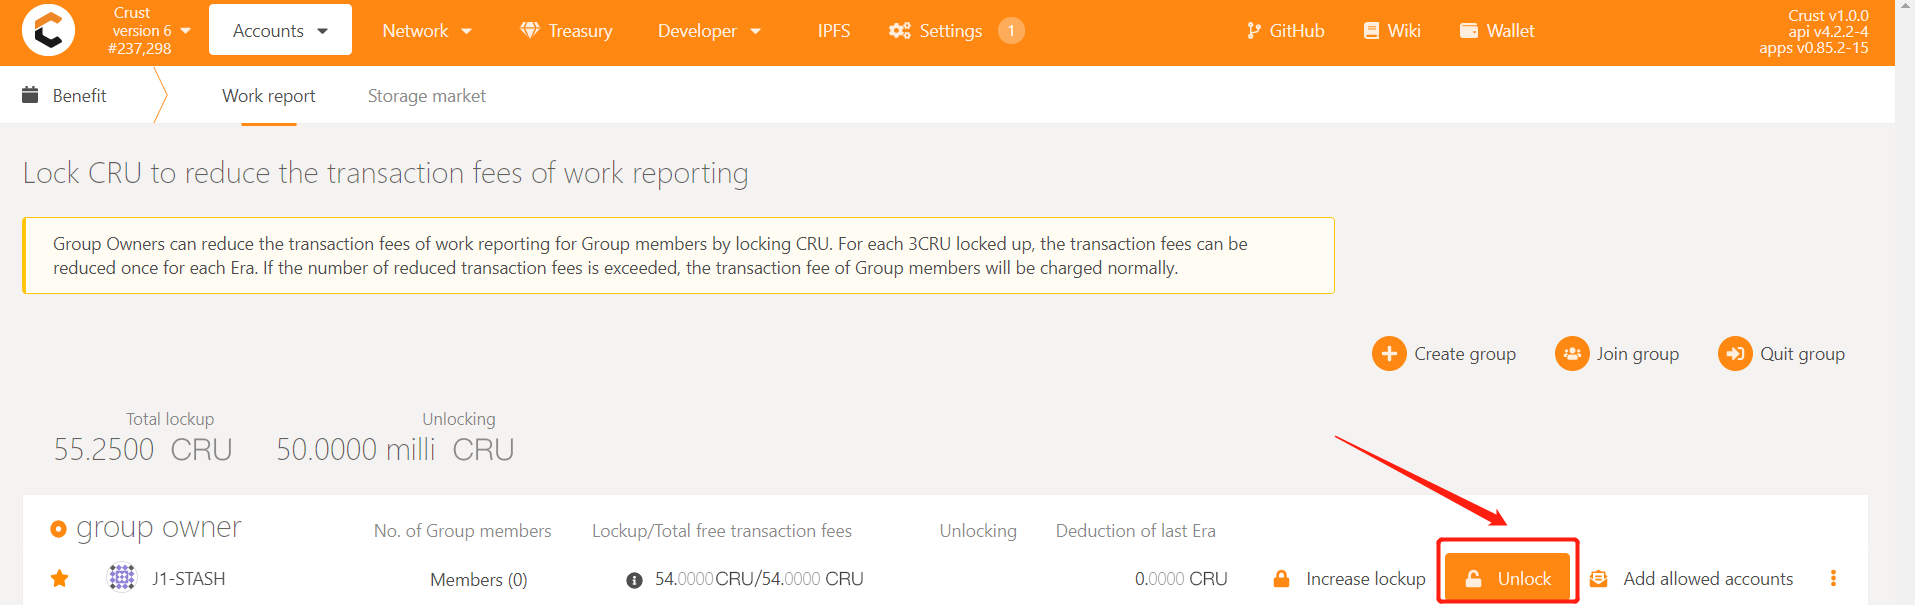 Crust
version 6
#237,298
Accounts
Network
Treasury
Developer
IPFS
Settings
1
GitHub
Wiki
Wallet
Crust v1.0.0
api v4.2.2-4
apps v0.85.2-15
Benefit
Work report
Storage market
Lock CRU to reduce the transaction fees of work reporting
Group Owners can reduce the transaction fees of work reporting for Group members by locking CRU. For each 3CRU locked up, the transaction fees can be
reduced once for each Era. If the number of reduced transaction fees is exceeded, the transaction fee of Group members will be charged normally.
Create group
Join group
Quit group
Total lockup
55.2500 CRU
Unlocking
50.0000 milli CRU
group owner
No. of Group members
Lockup/Total free transaction fees
Unlocking
Deduction of last Era
J1-STASH
Members (0)
54.0000CRU/54.0000 CRU
0.0000 CRU
Increase lockup
Unlock
Add allowed accounts